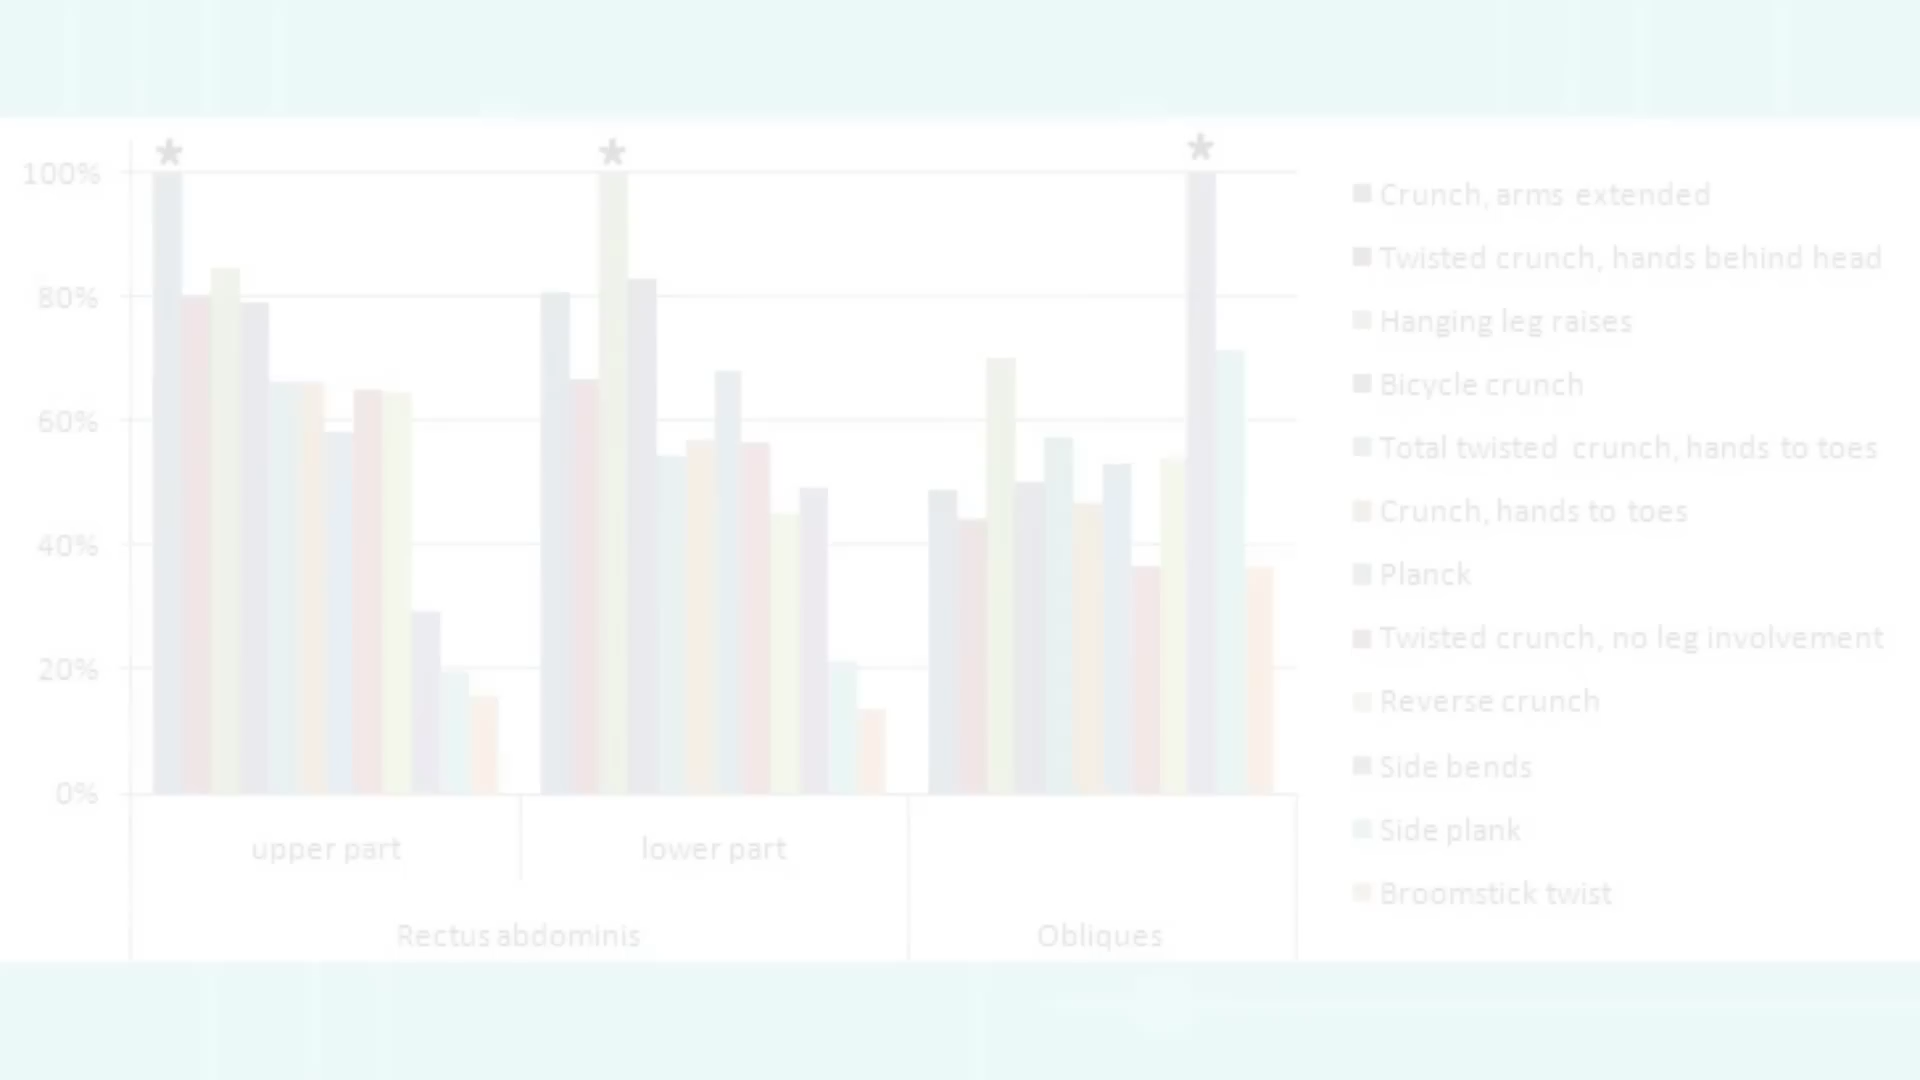 100%
80%
60%
40%
20%
0%
upper part
lower part
Rectus abdominis
Obliques
Crunch, arms extended
Twisted crunch, hands behind head
Hanging leg raises
Bicycle crunch
Total twisted crunch, hands to toes
Crunch, hands to toes
Planck
Twisted crunch, no leg involvement
Reverse crunch
Side bends
Side plank
Broomstick twist